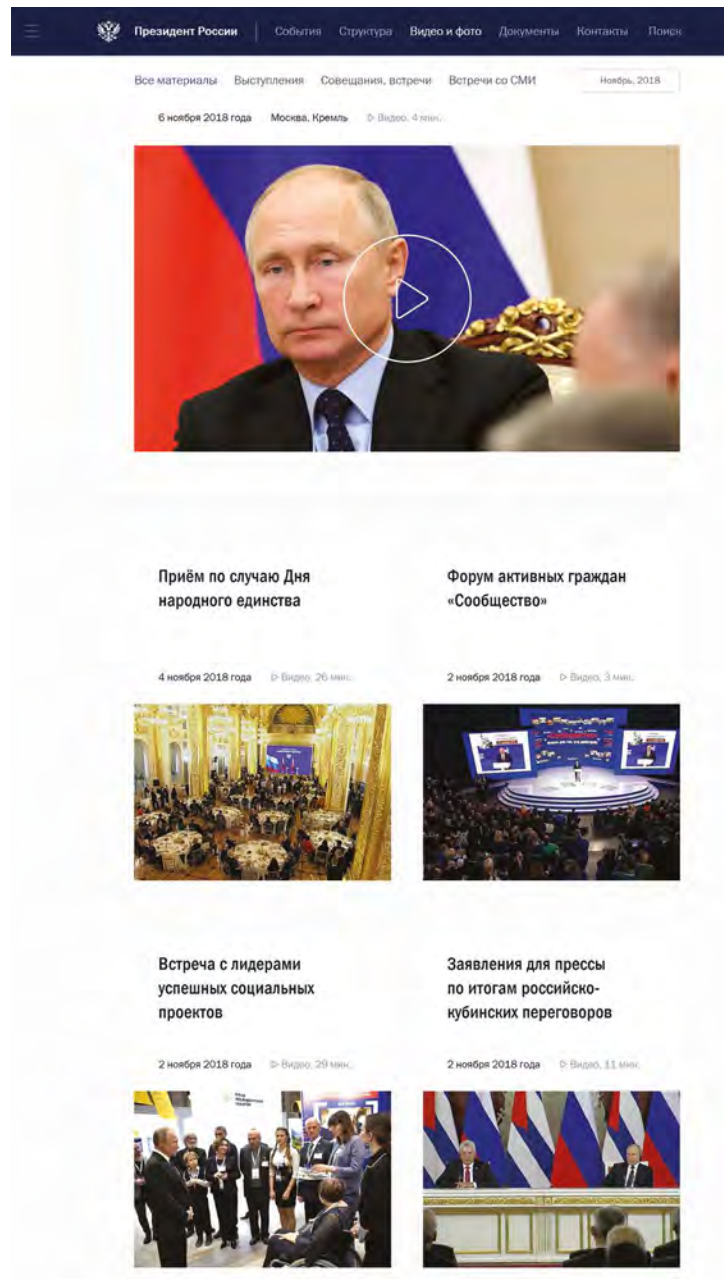 Президент России
События Структура Видео и фото Документы Контакты Поиск
Все материалы Выступления Совещания, встречи Встречи со СМИ Ноябрь, 2018
6 ноября 2018 года Москва, Кремль Видео, 4 мин.
Приём по случаю Дня
народного единства
4 ноября 2018 года Видео, 26 мин.
Форум активных граждан
«Сообщество»
2 ноября 2018 года Видео, 3 мин.
Встреча с лидерами
успешных социальных
проектов
2 ноября 2018 года Видео, 29 мин.
Заявления для прессы
по итогам российско-
кубинских переговоров
2 ноября 2018 года Видео, 11 мин.